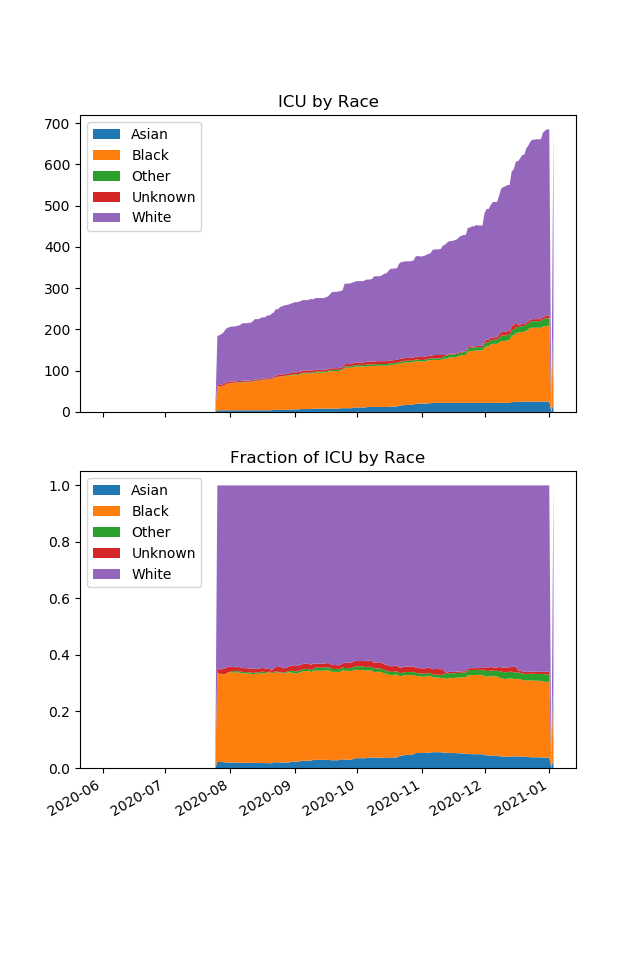 ICU by Race
700
600
500
400
300
200
100
0
Asian
Black
Other
Unknown
White
Fraction of ICU by Race
1.0
0.8
0.6
0.4
0.2
0.0
Asian
Black
Other
Unknown
White
2020-06
2020-07
2020-08
2020-09
2020-10
2020-11
2020-12
2021-01